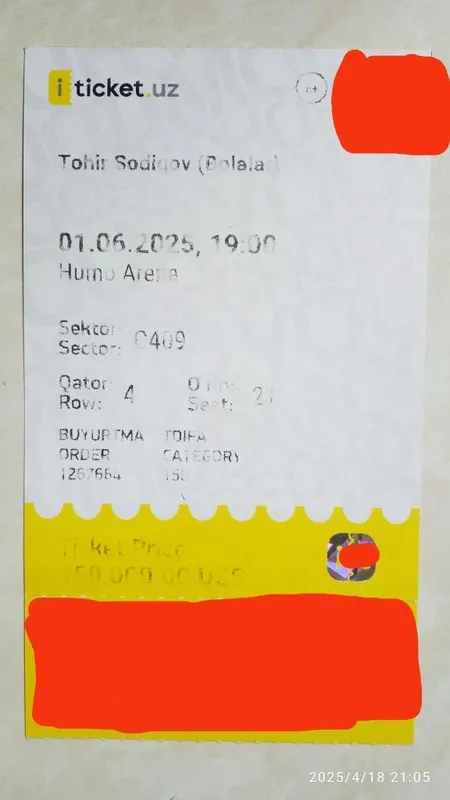 iticket.uz
Tohir Sodiqov (Bolalar)
01.06.2025, 19:00
Humo Arena
Sektor:
Sector: C409
Qator:
Row: 4
O'rin:
Seat: 21
BUYURTMA TOIFA
ORDER CATEGORY
1267664
Ticket Price
150 000.00 UZS
2025/4/18 21:05